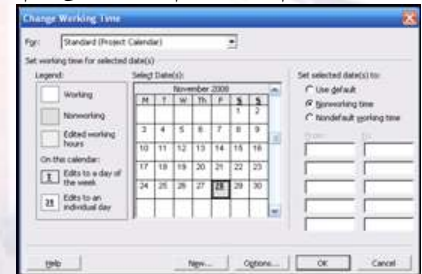 Change Working Time
For: Standard (Project Calendar)
Set working time for selected date(s)
Legend:
Working
Nonworking
Edited working hours
On this calendar:
Edits to a day of the week
Edits to an individual day
Select Date(s):
November 2008
M T W Th F S S
1 2
3 4 5 6 7 8 9
10 11 12 13 14 15 16
17 18 19 20 21 22 23
24 25 26 27 28 29 30
Set selected date(s) to:
Use default
Nonworking time
Nondefault working time
From: To:
Help New... Options... OK Cancel